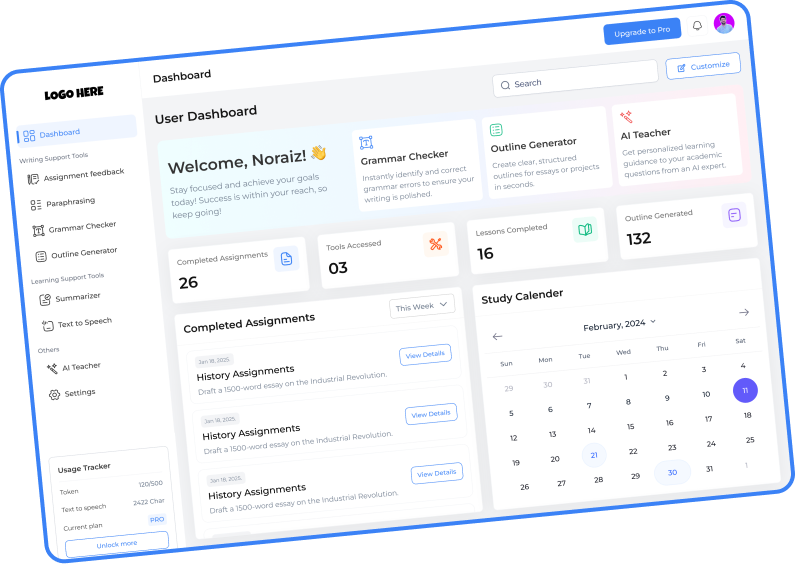 Upgrade to Pro
LOGO HERE
Dashboard
Search
Customize
Dashboard
Writing Support Tools
Assignment feedback
Paraphrasing
Grammar Checker
Outline Generator
Learning Support Tools
Summarizer
Text to Speech
Others
AI Teacher
Settings
Usage Tracker
Token 120/500
Text to speech 2422 Char
Current plan PRO
Unlock more
User Dashboard
Welcome, Noraiz! 👋
Stay focused and achieve your goals
today! Success is within your reach, so
keep going!
Grammar Checker
Instantly identify and correct
grammar errors to ensure your
writing is polished.
Outline Generator
Create clear, structured
outlines for essays or projects
in seconds.
AI Teacher
Get personalized learning
guidance to your academic
questions from an AI expert.
Completed Assignments
26
Tools Accessed
03
Lessons Completed
16
Outline Generated
132
Completed Assignments
This Week
Jan 18, 2025
History Assignments
Draft a 1500-word essay on the Industrial Revolution.
View Details
Jan 18, 2025
History Assignments
Draft a 1500-word essay on the Industrial Revolution.
View Details
Jan 18, 2025
History Assignments
Draft a 1500-word essay on the Industrial Revolution.
View Details
Study Calender
February, 2024
Sun Mon Tue Wed Thu Fri Sat
29 30 31 1 2 3 4
5 6 7 8 9 10 11
12 13 14 15 16 17 18
19 20 21 22 23 24 25
26 27 28 29 30 31 1